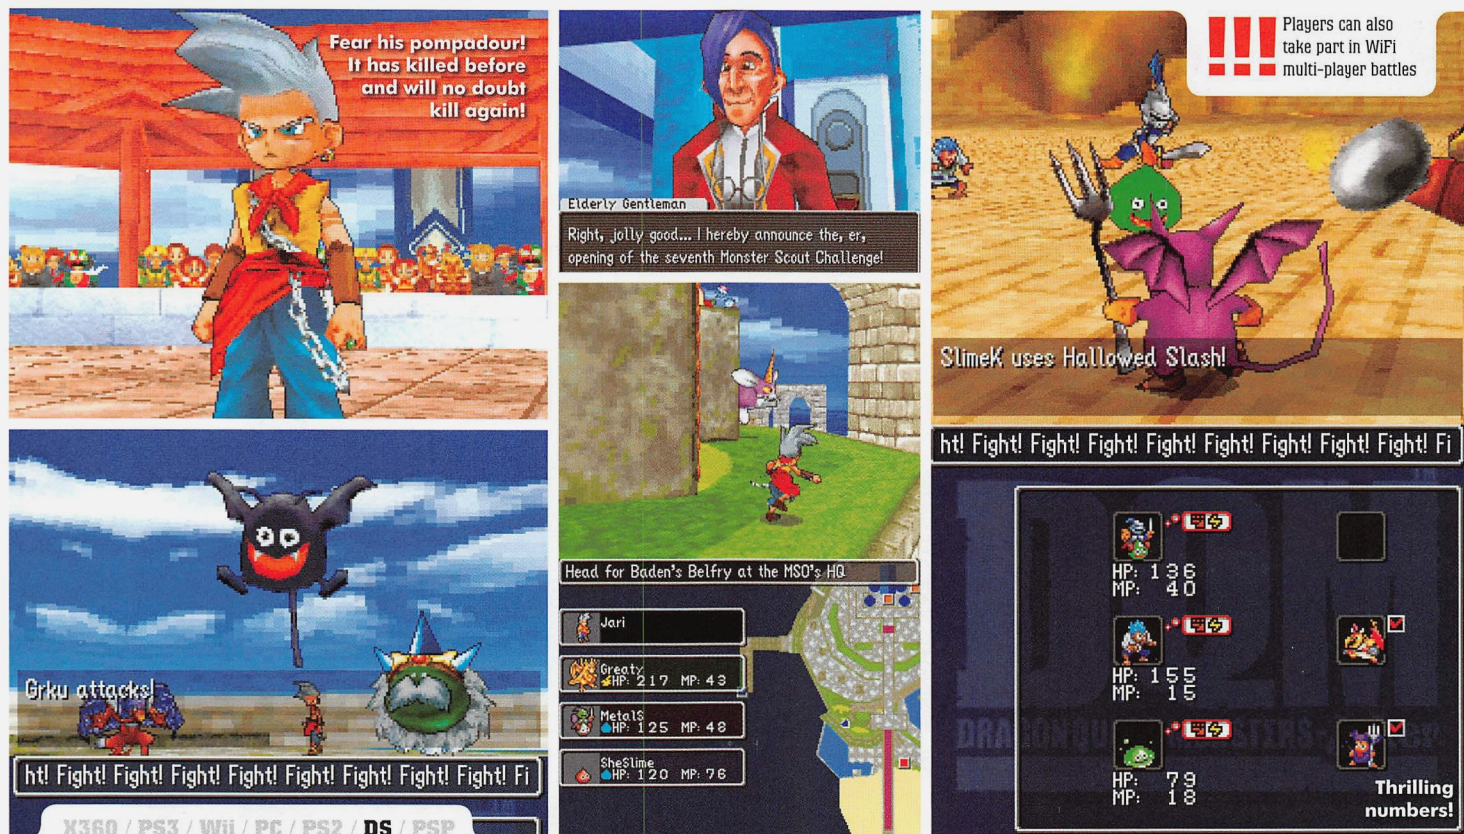 Fear his pompadour!
It has killed before
and will no doubt
kill again!
Grku attacks!
ht! Fight! Fight! Fight! Fight! Fight! Fight! Fight! Fight! Fi
X360 / PS3 / Wii / PC / PS2 / DS / PSP
Elderly Gentleman
Right, jolly good... I hereby announce the, er,
opening of the seventh Monster Scout Challenge!
Head for Baden's Belfry at the MSO's HQ
Jari
Greaty
HP: 217 MP: 43
MetalS
HP: 125 MP: 48
SheSlime
HP: 120 MP: 76
!!!
Players can also
take part in WiFi
multi-player battles
SlimeK uses Hallowed Slash!
ht! Fight! Fight! Fight! Fight! Fight! Fight! Fight! Fight! Fi
DQM
HP: 136
MP: 40
HP: 155
MP: 15
HP: 79
MP: 18
Thrilling
numbers!